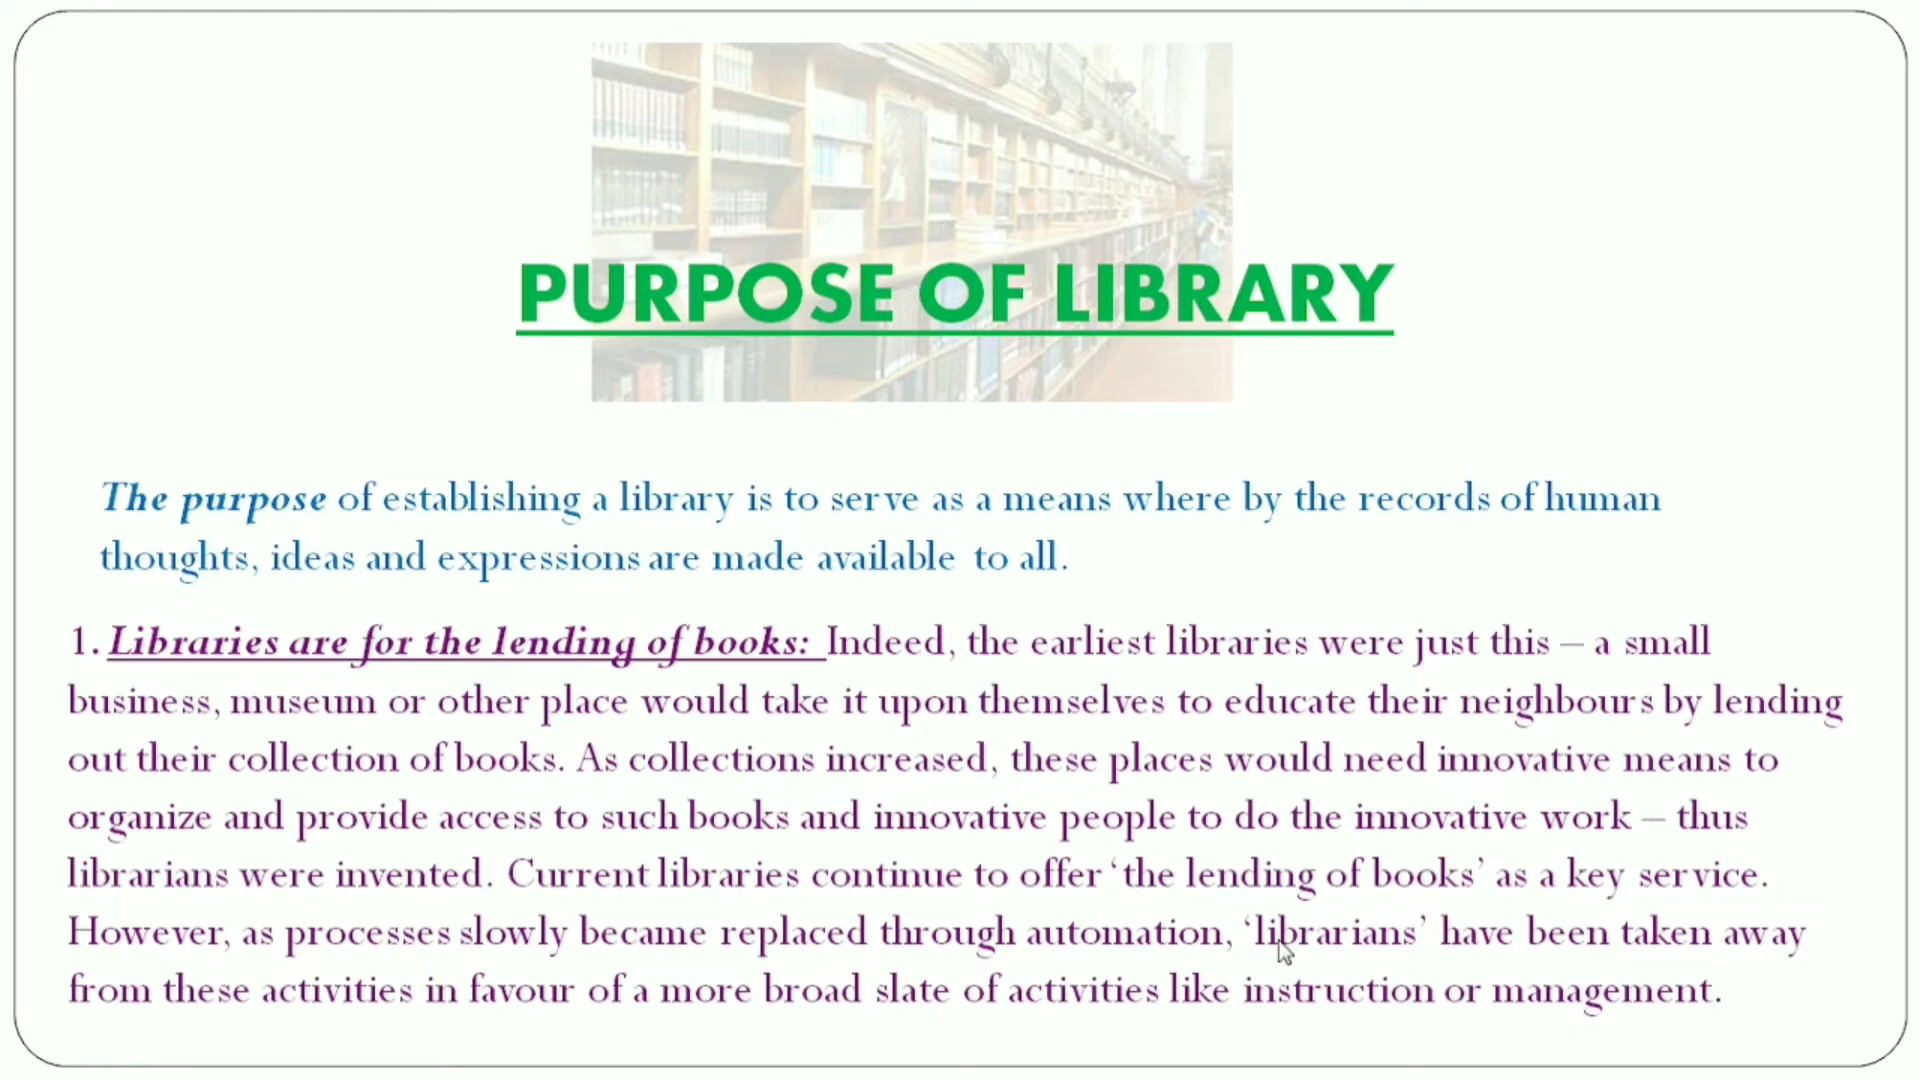 PURPOSE OF LIBRARY
The purpose of establishing a library is to serve as a means where by the records of human
thoughts, ideas and expressions are made available to all.
1. Libraries are for the lending of books: Indeed, the earliest libraries were just this – a small
business, museum or other place would take it upon themselves to educate their neighbours by lending
out their collection of books. As collections increased, these places would need innovative means to
organize and provide access to such books and innovative people to do the innovative work – thus
librarians were invented. Current libraries continue to offer ‘the lending of books’ as a key service.
However, as processes slowly became replaced through automation, ‘librarians’ have been taken away
from these activities in favour of a more broad slate of activities like instruction or management.